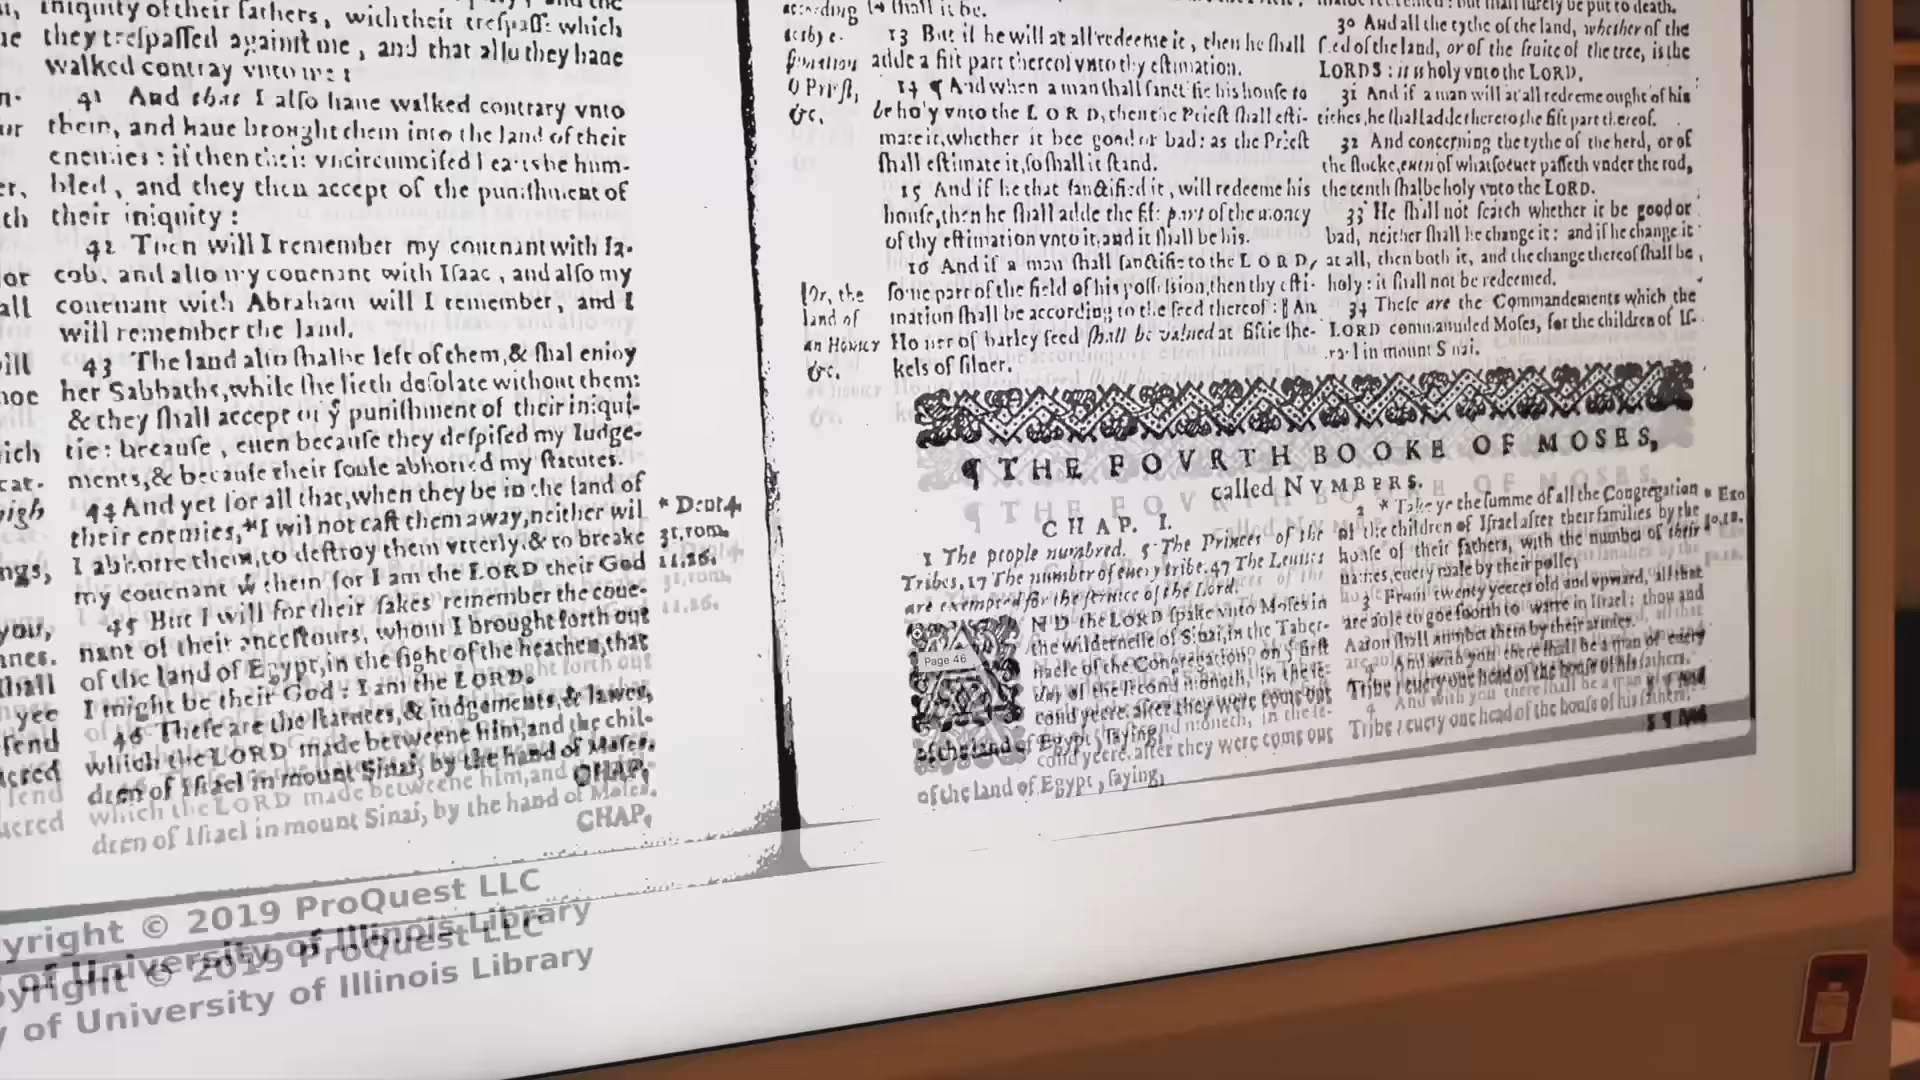 iniquity of their fathers, with their treſpaſſe which
they treſpaſſed againſt me, and that alſo they haue
walked contray vnto me:
41 And that I alſo haue walked contrary vnto
them, and haue brought them into the land of their
enemies: if then their vncircumciſed hearts be hum-
bled, and they then accept of the puniſhment of
their iniquity:
42 Then will I remember my couenant with Ia-
cob, and alſo my couenant with Iſaac, and alſo my
couenant with Abraham will I remember, and I
will remember the land.
43 The land alſo ſhalbe left of them, & ſhal enioy
her Sabbaths, while ſhe lieth deſolate without them:
& they ſhall accept of ẏ puniſhment of their iniqui-
tie: becauſe, euen becauſe they deſpiſed my Iudge-
ments, & becauſe their ſoule abhorred my ſtatutes.
44 And yet for all that, when they be in the land of
their enemies, *I wil not caſt them away, neither wil
I abhorre them, to deſtroy them vtterly, & to breake
my couenant with them for I am the LORD their God
45 But I will for their ſakes remember the coue-
nant of their anceſtours, whom I brought forth out
of the land of Egypt, in the ſight of the heathen, that
I might be their God: I am the LORD.
46 Theſe are the ſtatutes, & iudgements, & lawes,
which the LORD made betweene him, and the chil-
dren of Iſrael in mount Sinai, by the hand of Moſes.
CHAP,
* Deut 4
31, rom.
11.26.
according
13 But if he will at all redeeme it, then he ſhall
adde a fift part thereof vnto thy eſtimation.
14 ¶ And when a man ſhall ſanctifie his houſe to
be holy vnto the LORD, then the Prieſt ſhall eſti-
mate it, whether it bee good or bad: as the Prieſt
ſhall eſtimate it, ſo ſhall it ſtand.
15 And if he that ſanctified it, will redeeme his
houſe, then he ſhall adde the fift part of the money
of thy eſtimation vnto it, and it ſhall be his.
16 And if a man ſhall ſanctifie to the LORD,
ſome part of the field of his poſſeſsion, then thy eſti-
mation ſhall be according to the ſeed thereof: ‖ An
Homer of barley ſeed ſhall be valued at fiftie ſhe-
kels of ſiluer.
O Prieſt,
&c.
‖Or, the
land of
an Homer
&c.
30 And all the tythe of the land, whether of the
ſeed of the land, or of the fruite of the tree, is the
LORDS: it is holy vnto the LORD.
31 And if a man will at all redeeme ought of his
tithes, he ſhall adde thereto the fift part thereof.
32 And concerning the tythe of the herd, or of
the flocke, euen of whatſoeuer paſſeth vnder the rod,
the tenth ſhalbe holy vnto the LORD.
33 He ſhall not ſearch whether it be good or
bad, neither ſhall he change it: and if he change it
at all, then both it, and the change thereof ſhall be
holy: it ſhall not be redeemed.
34 Theſe are the Commandements which the
LORD commanded Moſes, for the children of Iſ-
rael in mount Sinai.
¶ THE FOVRTH BOOKE OF MOSES,
called NVMBERS.
CHAP. I.
1 The people numbred. 5 The Princes of the
Tribes. 17 The number of euery tribe. 47 The Leuites
are exempted for the ſeruice of the Lord.
ND the LORD ſpake vnto Moſes in
the wilderneſſe of Sinai, in the Taber-
nacle of the Congregation, on ẏ firſt
day of the ſecond moneth, in the ſe-
cond yeere, after they were come out
of the land of Egypt, ſaying,
Page 46
2 * Take ye the ſumme of all the Congregation
of the children of Iſrael after their families by the
houſe of their fathers, with the number of their
names, euery male by their polle;
3 From twenty yeeres old and vpward, all that
are able to goe foorth to warre in Iſrael: thou and
Aaron ſhall number them by their armies.
4 And with you there ſhall be a man of euery
Tribe: euery one head of the houſe of his fathers.
* Exo
30.12.
yright © 2019 ProQuest LLC
of University of Illinois Library